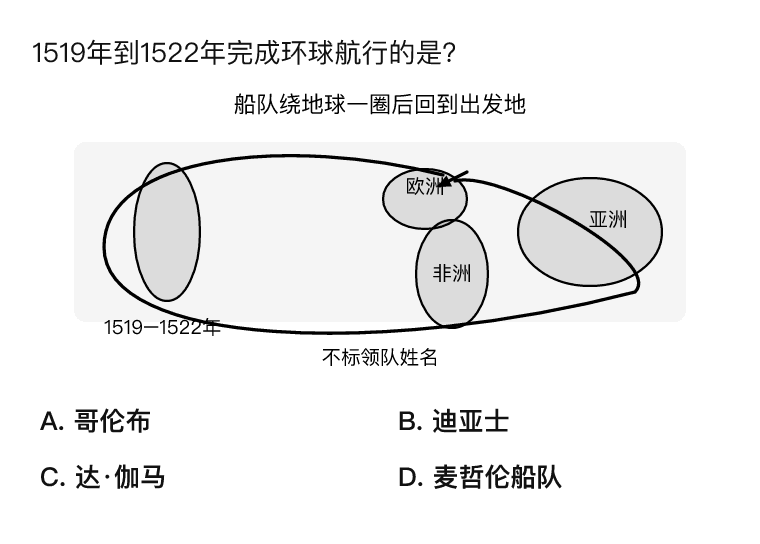 1519年到1522年完成环球航行的是？
船队绕地球一圈后回到出发地
欧洲
亚洲
非洲
1519—1522年
不标领队姓名
A. 哥伦布
B. 迪亚士
C. 达·伽马
D. 麦哲伦船队